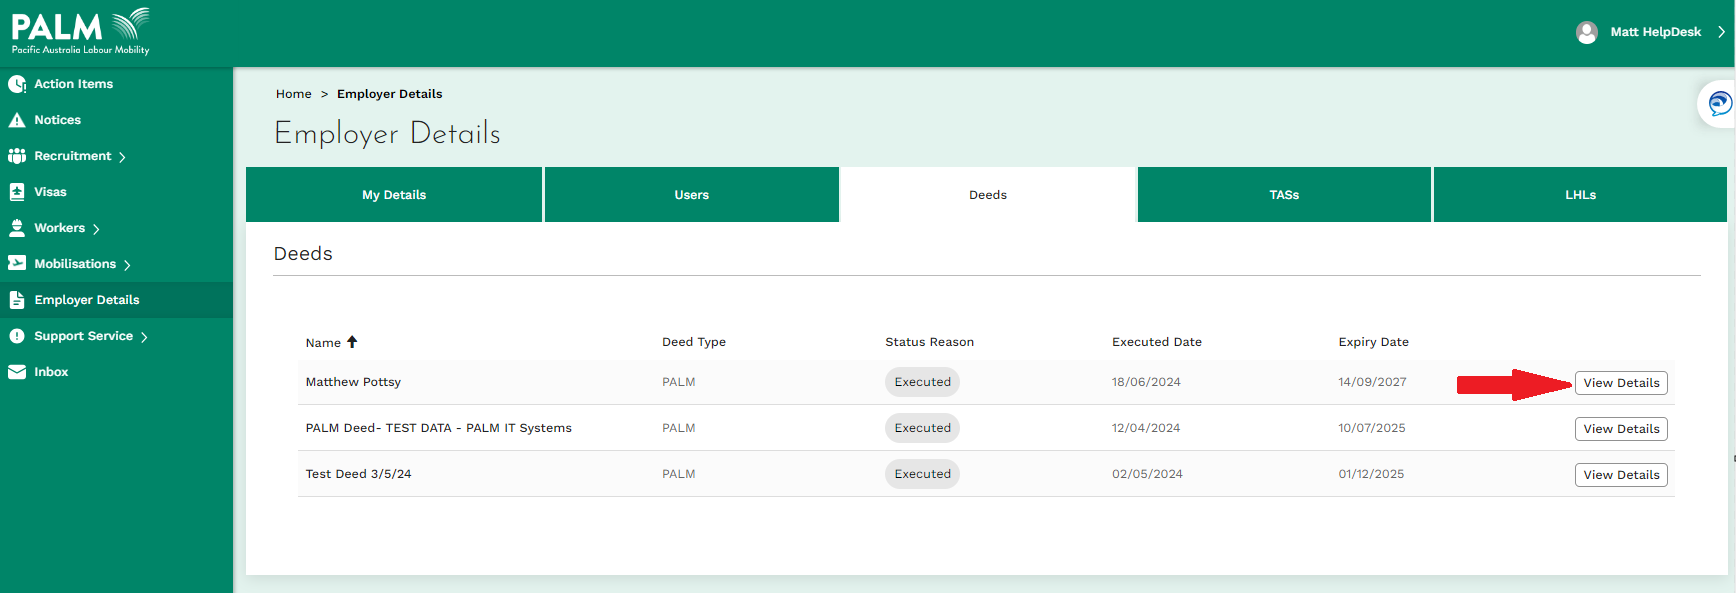 PALM
Pacific Australia Labour Mobility
Matt HelpDesk
Action Items
Notices
Recruitment
Visas
Workers
Mobilisations
Employer Details
Support Service
Inbox
Home > Employer Details
Employer Details
My Details Users Deeds TASs LHLs
Deeds
Name Deed Type Status Reason Executed Date Expiry Date
Matthew Pottsy PALM Executed 18/06/2024 14/09/2027 View Details
PALM Deed- TEST DATA - PALM IT Systems PALM Executed 12/04/2024 10/07/2025 View Details
Test Deed 3/5/24 PALM Executed 02/05/2024 01/12/2025 View Details